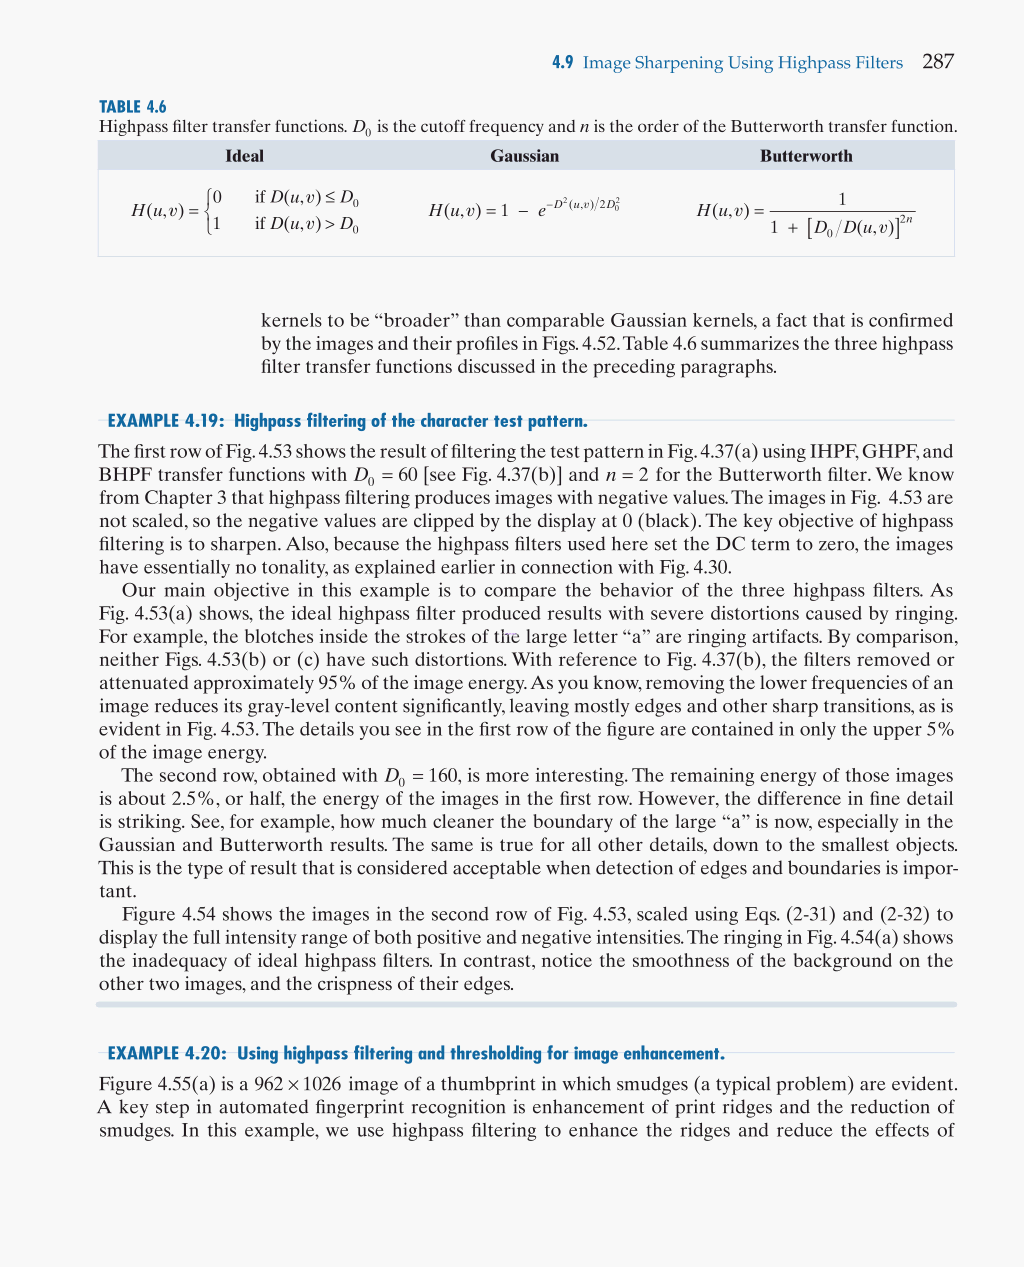 4.9 Image Sharpening Using Highpass Filters 287
TABLE 4.6
Highpass filter transfer functions. D₀ is the cutoff frequency and n is the order of the Butterworth transfer function.
Ideal Gaussian Butterworth
H(u,v) = {0 if D(u,v) ≤ D₀
1 if D(u,v) > D₀
H(u,v) = 1 − e^{−D²(u,v)/2D₀²}
H(u,v) = 1 / (1 + [D₀/D(u,v)]^{2n})
kernels to be “broader” than comparable Gaussian kernels, a fact that is confirmed
by the images and their profiles in Figs. 4.52. Table 4.6 summarizes the three highpass
filter transfer functions discussed in the preceding paragraphs.
EXAMPLE 4.19: Highpass filtering of the character test pattern.
The first row of Fig. 4.53 shows the result of filtering the test pattern in Fig. 4.37(a) using IHPF, GHPF, and
BHPF transfer functions with D₀ = 60 [see Fig. 4.37(b)] and n = 2 for the Butterworth filter. We know
from Chapter 3 that highpass filtering produces images with negative values. The images in Fig. 4.53 are
not scaled, so the negative values are clipped by the display at 0 (black). The key objective of highpass
filtering is to sharpen. Also, because the highpass filters used here set the DC term to zero, the images
have essentially no tonality, as explained earlier in connection with Fig. 4.30.
Our main objective in this example is to compare the behavior of the three highpass filters. As
Fig. 4.53(a) shows, the ideal highpass filter produced results with severe distortions caused by ringing.
For example, the blotches inside the strokes of the large letter “a” are ringing artifacts. By comparison,
neither Figs. 4.53(b) or (c) have such distortions. With reference to Fig. 4.37(b), the filters removed or
attenuated approximately 95% of the image energy. As you know, removing the lower frequencies of an
image reduces its gray-level content significantly, leaving mostly edges and other sharp transitions, as is
evident in Fig. 4.53. The details you see in the first row of the figure are contained in only the upper 5%
of the image energy.
The second row, obtained with D₀ = 160, is more interesting. The remaining energy of those images
is about 2.5%, or half, the energy of the images in the first row. However, the difference in fine detail
is striking. See, for example, how much cleaner the boundary of the large “a” is now, especially in the
Gaussian and Butterworth results. The same is true for all other details, down to the smallest objects.
This is the type of result that is considered acceptable when detection of edges and boundaries is impor-
tant.
Figure 4.54 shows the images in the second row of Fig. 4.53, scaled using Eqs. (2-31) and (2-32) to
display the full intensity range of both positive and negative intensities. The ringing in Fig. 4.54(a) shows
the inadequacy of ideal highpass filters. In contrast, notice the smoothness of the background on the
other two images, and the crispness of their edges.
EXAMPLE 4.20: Using highpass filtering and thresholding for image enhancement.
Figure 4.55(a) is a 962 × 1026 image of a thumbprint in which smudges (a typical problem) are evident.
A key step in automated fingerprint recognition is enhancement of print ridges and the reduction of
smudges. In this example, we use highpass filtering to enhance the ridges and reduce the effects of